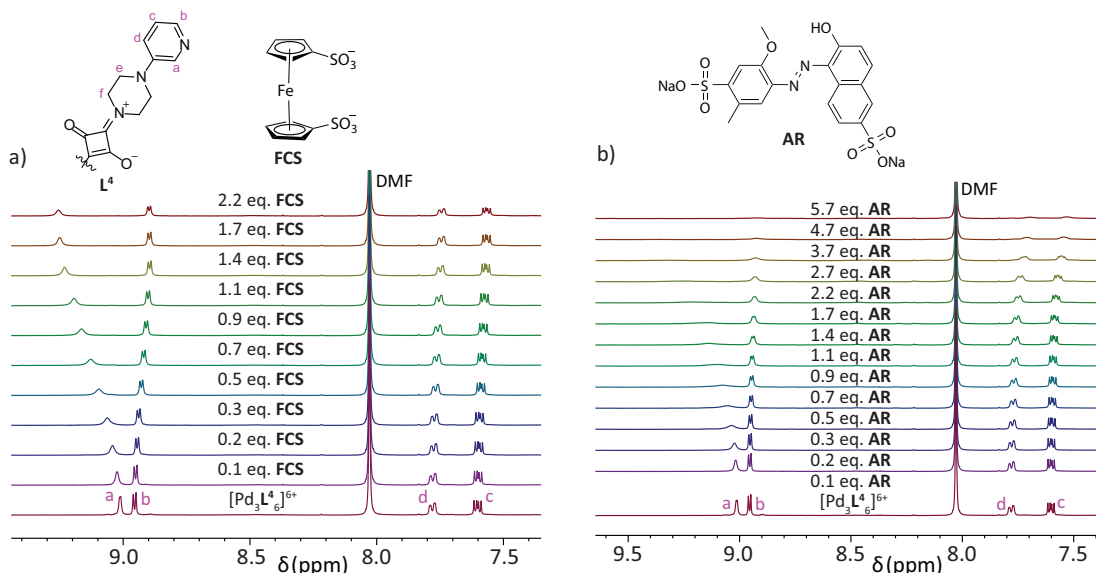 a)
c
b
d
N
a
N
e
f
N
+
O
O⁻
L⁴
SO₃⁻
Fe
SO₃⁻
FCS
DMF
2.2 eq. FCS
1.7 eq. FCS
1.4 eq. FCS
1.1 eq. FCS
0.9 eq. FCS
0.7 eq. FCS
0.5 eq. FCS
0.3 eq. FCS
0.2 eq. FCS
0.1 eq. FCS
[Pd₃L⁴₆]⁶⁺
a
b
d
c
9.0 8.5 8.0 7.5
δ(ppm)
b)
O
HO
N
N
NaO
O
S
O
O
S
O
ONa
AR
DMF
5.7 eq. AR
4.7 eq. AR
3.7 eq. AR
2.7 eq. AR
2.2 eq. AR
1.7 eq. AR
1.4 eq. AR
1.1 eq. AR
0.9 eq. AR
0.7 eq. AR
0.5 eq. AR
0.3 eq. AR
0.2 eq. AR
0.1 eq. AR
[Pd₃L⁴₆]⁶⁺
a
b
d
c
9.5 9.0 8.5 8.0 7.5
δ(ppm)